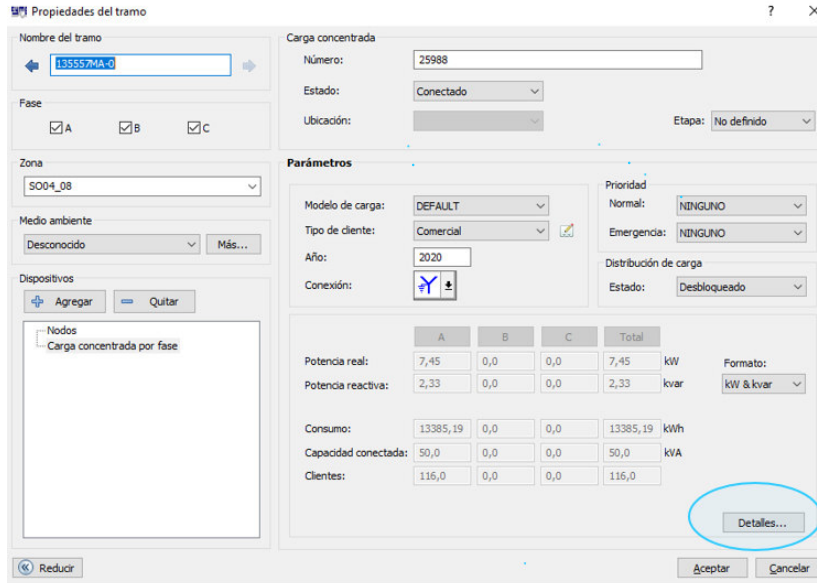 Propiedades del tramo
Nombre del tramo
135557MA-0
Fase
A B C
Zona
SO04_08
Medio ambiente
Desconocido Más...
Dispositivos
Agregar Quitar
Nodos
Carga concentrada por fase
Reducir
Carga concentrada
Número: 25988
Estado: Conectado
Ubicación: Etapa: No definido
Parámetros
Modelo de carga: DEFAULT
Tipo de cliente: Comercial
Año: 2020
Conexión:
Prioridad
Normal: NINGUNO
Emergencia: NINGUNO
Distribución de carga
Estado: Desbloqueado
A B C Total
Potencia real: 7,45 0,0 0,0 7,45 kW Formato:
Potencia reactiva: 2,33 0,0 0,0 2,33 kvar kW & kvar
Consumo: 13385,19 0,0 0,0 13385,19 kWh
Capacidad conectada: 50,0 0,0 0,0 50,0 kVA
Clientes: 116,0 0,0 0,0 116,0
Detalles...
Aceptar Cancelar